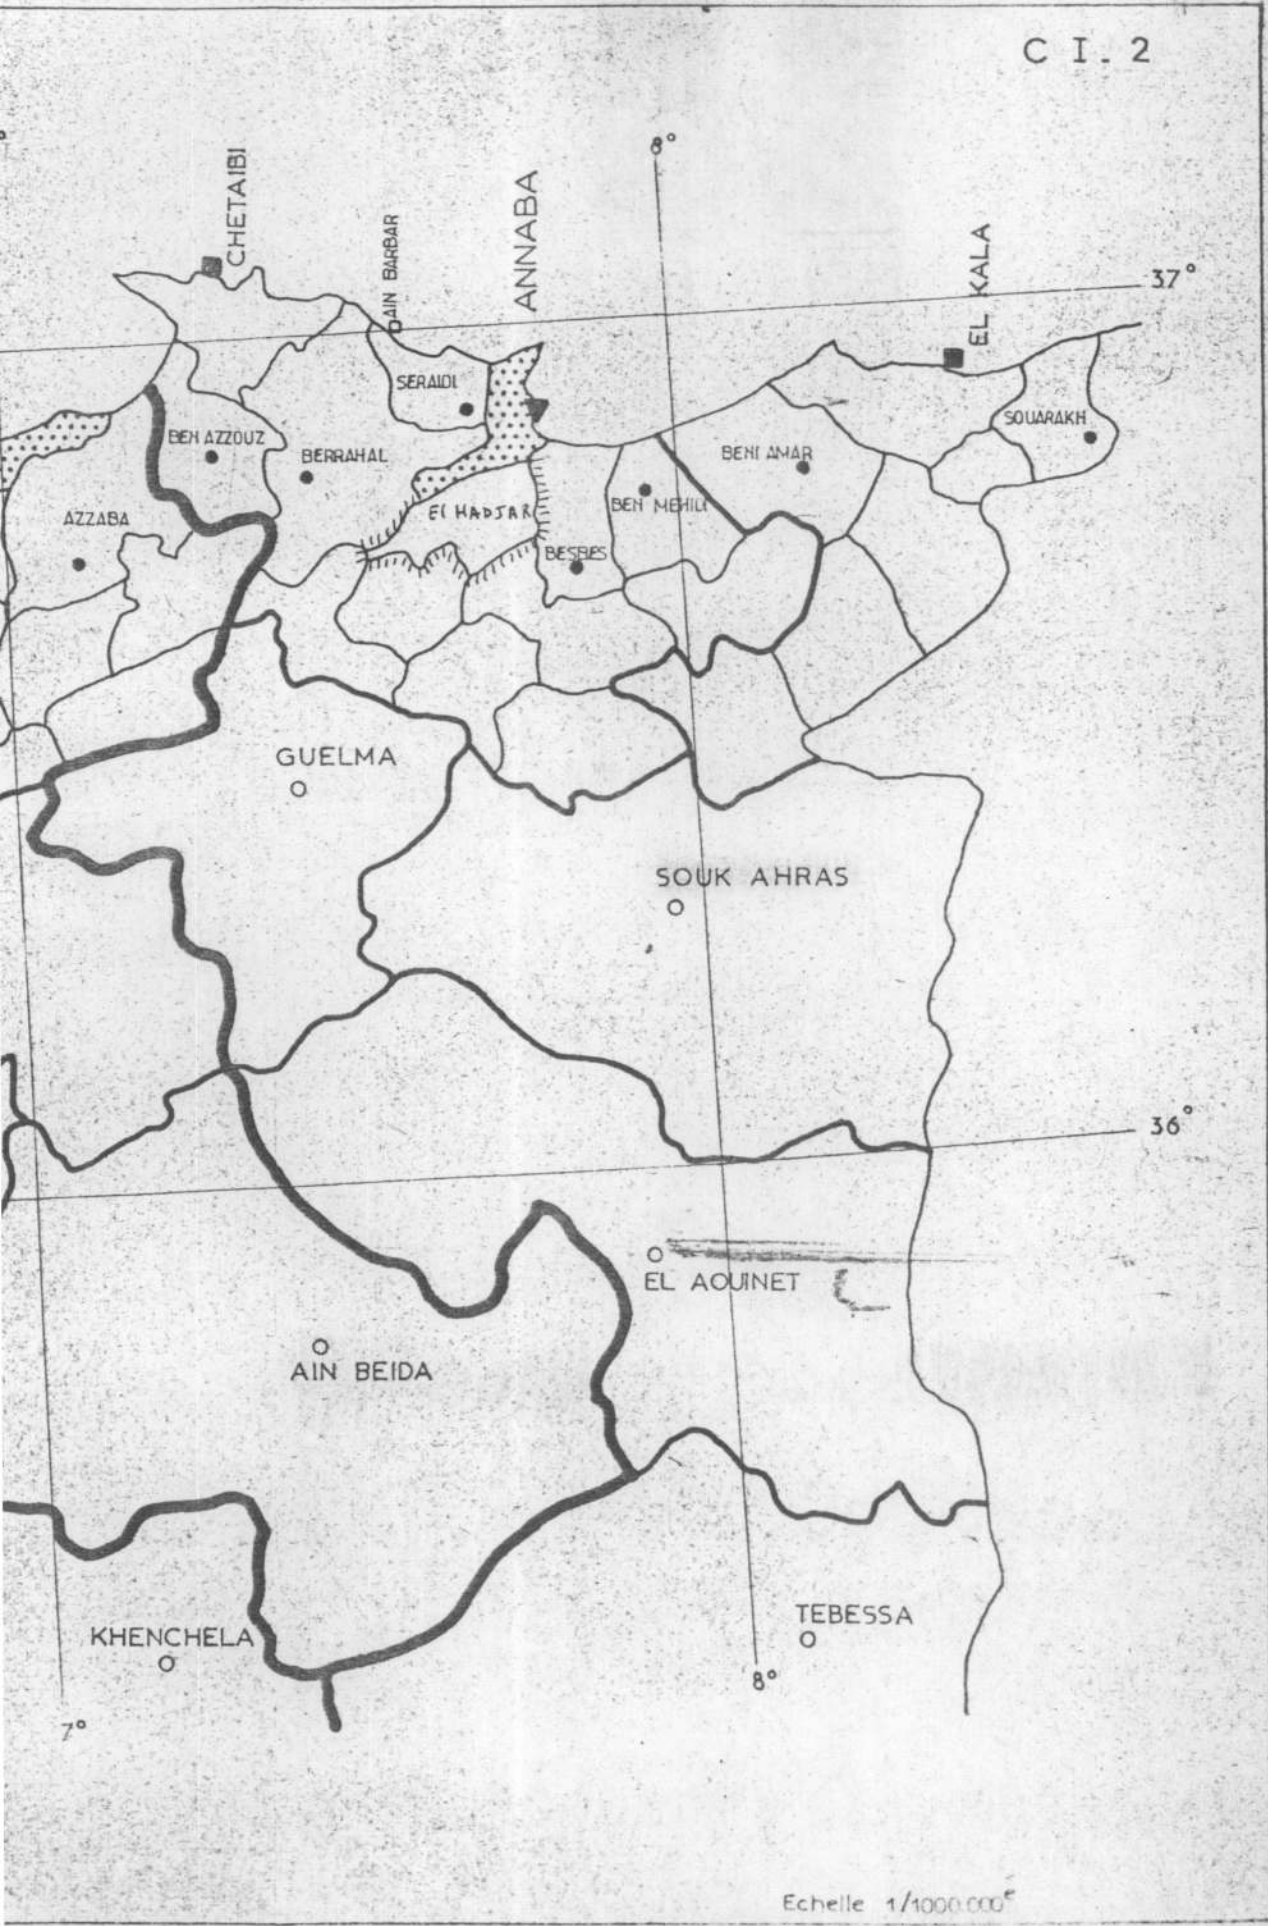 C I. 2
8°
CHETAIBI
AIN BARBAR
ANNABA
EL KALA
37°
SERAIDI
SOUARAKH
BEN AZZOUZ
BERRAHAL
BENI AMAR
AZZABA
El HADJAR
BEN MEHIDI
BESBES
GUELMA
SOUK AHRAS
36°
EL AOUINET
AIN BEIDA
TEBESSA
KHENCHELA
8°
7°
Echelle 1/1000.000e